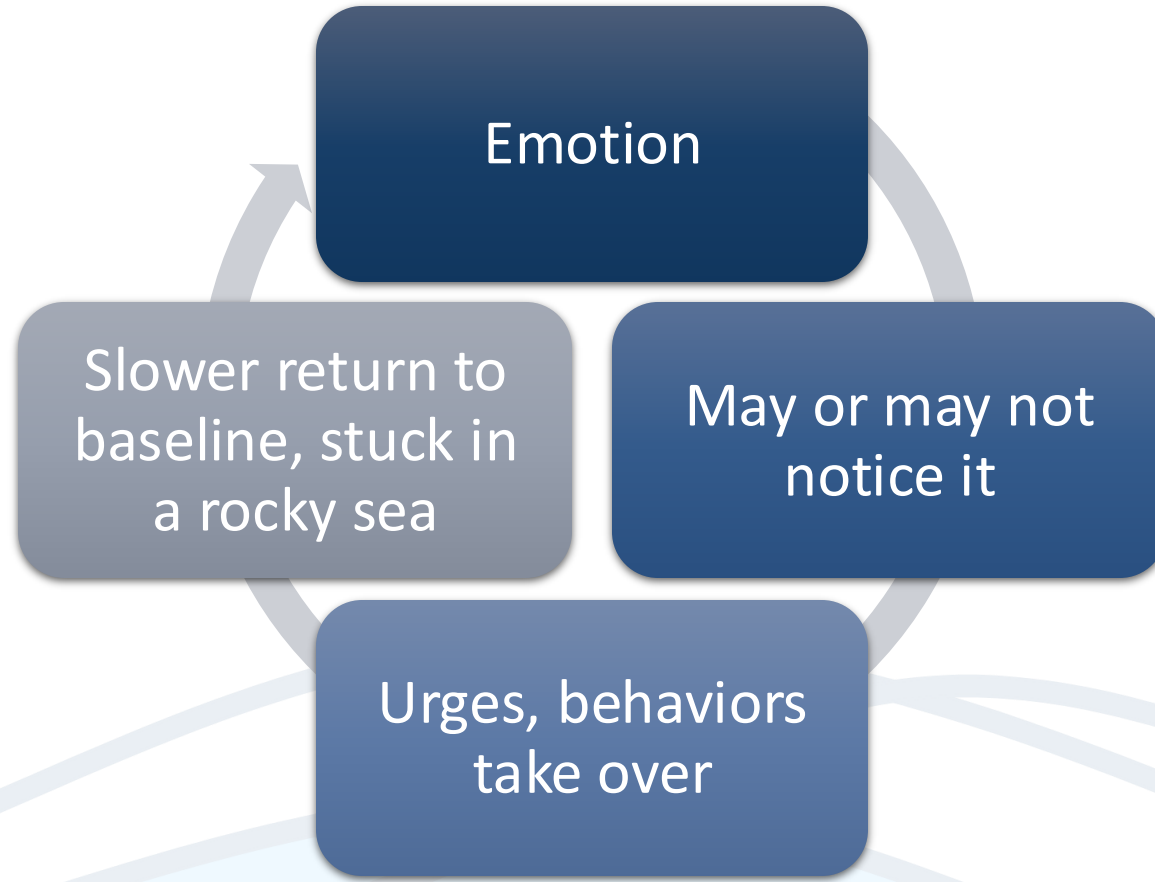 Emotion
May or may not
notice it
Urges, behaviors
take over
Slower return to
baseline, stuck in
a rocky sea